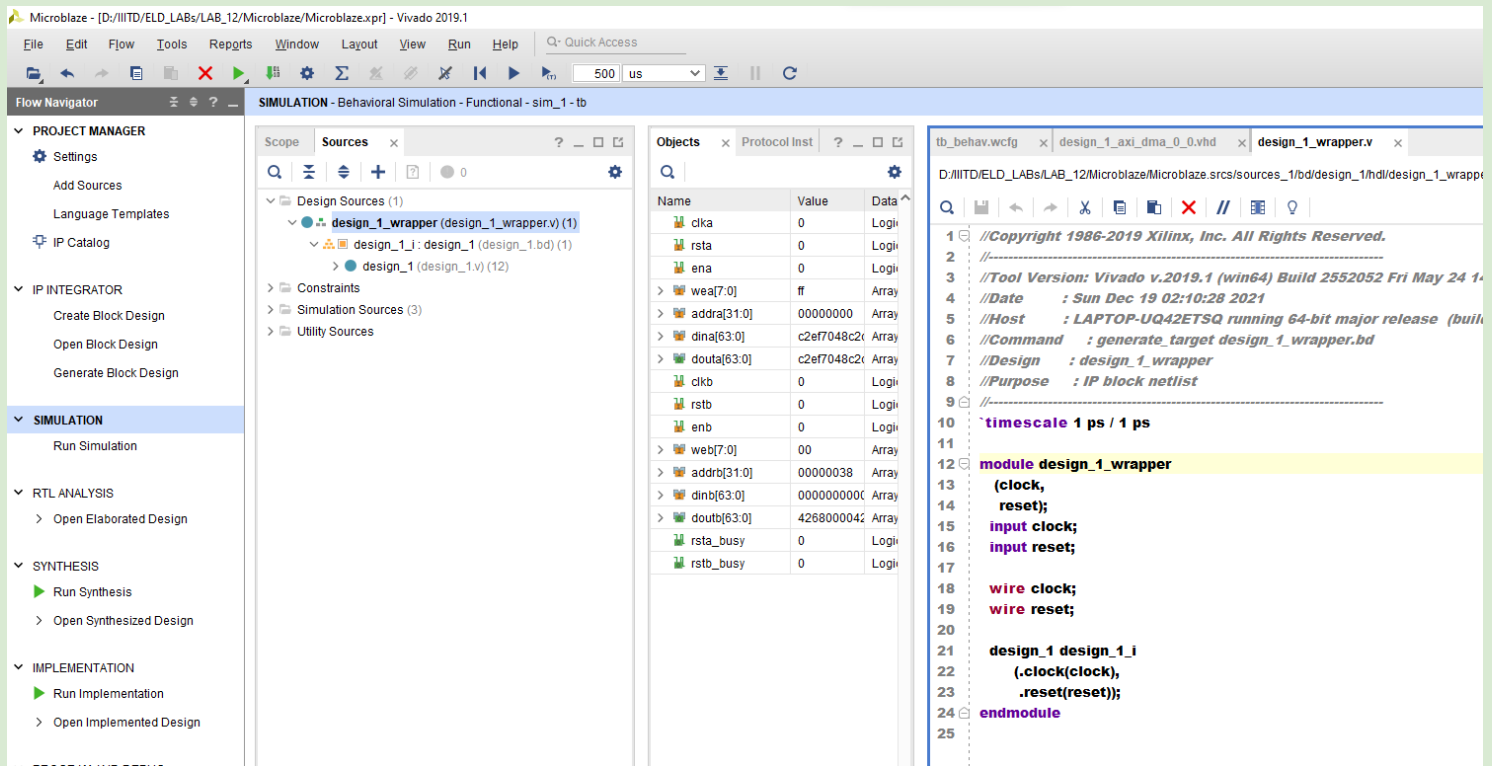 Microblaze - [D:/IIITD/ELD_LABs/LAB_12/Microblaze/Microblaze.xpr] - Vivado 2019.1
File Edit Flow Tools Reports Window Layout View Run Help Q- Quick Access
500 us
Flow Navigator
PROJECT MANAGER
Settings
Add Sources
Language Templates
IP Catalog
IP INTEGRATOR
Create Block Design
Open Block Design
Generate Block Design
SIMULATION
Run Simulation
RTL ANALYSIS
Open Elaborated Design
SYNTHESIS
Run Synthesis
Open Synthesized Design
IMPLEMENTATION
Run Implementation
Open Implemented Design
SIMULATION - Behavioral Simulation - Functional - sim_1 - tb
Scope Sources
0
Design Sources (1)
design_1_wrapper (design_1_wrapper.v) (1)
design_1_i : design_1 (design_1.bd) (1)
design_1 (design_1.v) (12)
Constraints
Simulation Sources (3)
Utility Sources
Objects Protocol Inst
Name Value Data
clka 0 Logi
rsta 0 Logi
ena 0 Logi
wea[7:0] ff Array
addra[31:0] 00000000 Array
dina[63:0] c2ef7048c2 Array
douta[63:0] c2ef7048c2 Array
clkb 0 Logi
rstb 0 Logi
enb 0 Logi
web[7:0] 00 Array
addrb[31:0] 00000038 Array
dinb[63:0] 0000000000 Array
doutb[63:0] 4268000042 Array
rsta_busy 0 Logi
rstb_busy 0 Logi
tb_behav.wcfg design_1_axi_dma_0_0.vhd design_1_wrapper.v
D:/IIITD/ELD_LABs/LAB_12/Microblaze/Microblaze.srcs/sources_1/bd/design_1/hdl/design_1_wrappe
1 //Copyright 1986-2019 Xilinx, Inc. All Rights Reserved.
2 //--------------------------------------------------------------------------------
3 //Tool Version: Vivado v.2019.1 (win64) Build 2552052 Fri May 24 14
4 //Date : Sun Dec 19 02:10:28 2021
5 //Host : LAPTOP-UQ42ETSQ running 64-bit major release (build
6 //Command : generate_target design_1_wrapper.bd
7 //Design : design_1_wrapper
8 //Purpose : IP block netlist
9 //--------------------------------------------------------------------------------
10 `timescale 1 ps / 1 ps
11
12 module design_1_wrapper
13 (clock,
14 reset);
15 input clock;
16 input reset;
17
18 wire clock;
19 wire reset;
20
21 design_1 design_1_i
22 (.clock(clock),
23 .reset(reset));
24 endmodule
25